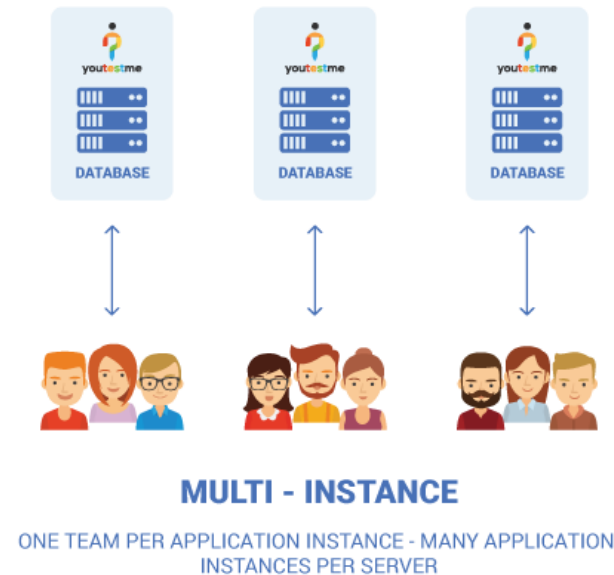 youtestme
youtestme
youtestme
DATABASE
DATABASE
DATABASE
MULTI - INSTANCE
ONE TEAM PER APPLICATION INSTANCE - MANY APPLICATION
INSTANCES PER SERVER